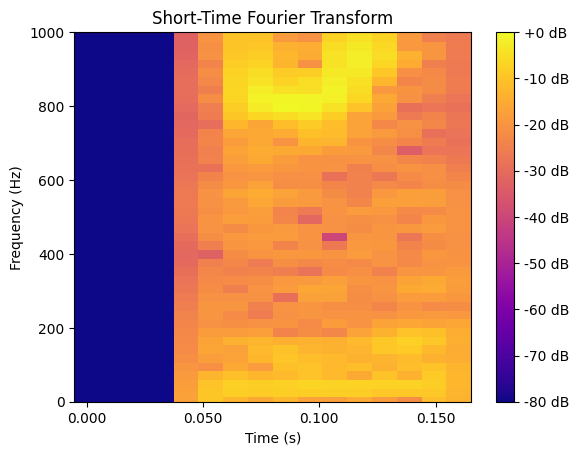 Short-Time Fourier Transform
Frequency (Hz)
1000
800
600
400
200
0
0.000
0.050
0.100
0.150
Time (s)
+0 dB
-10 dB
-20 dB
-30 dB
-40 dB
-50 dB
-60 dB
-70 dB
-80 dB